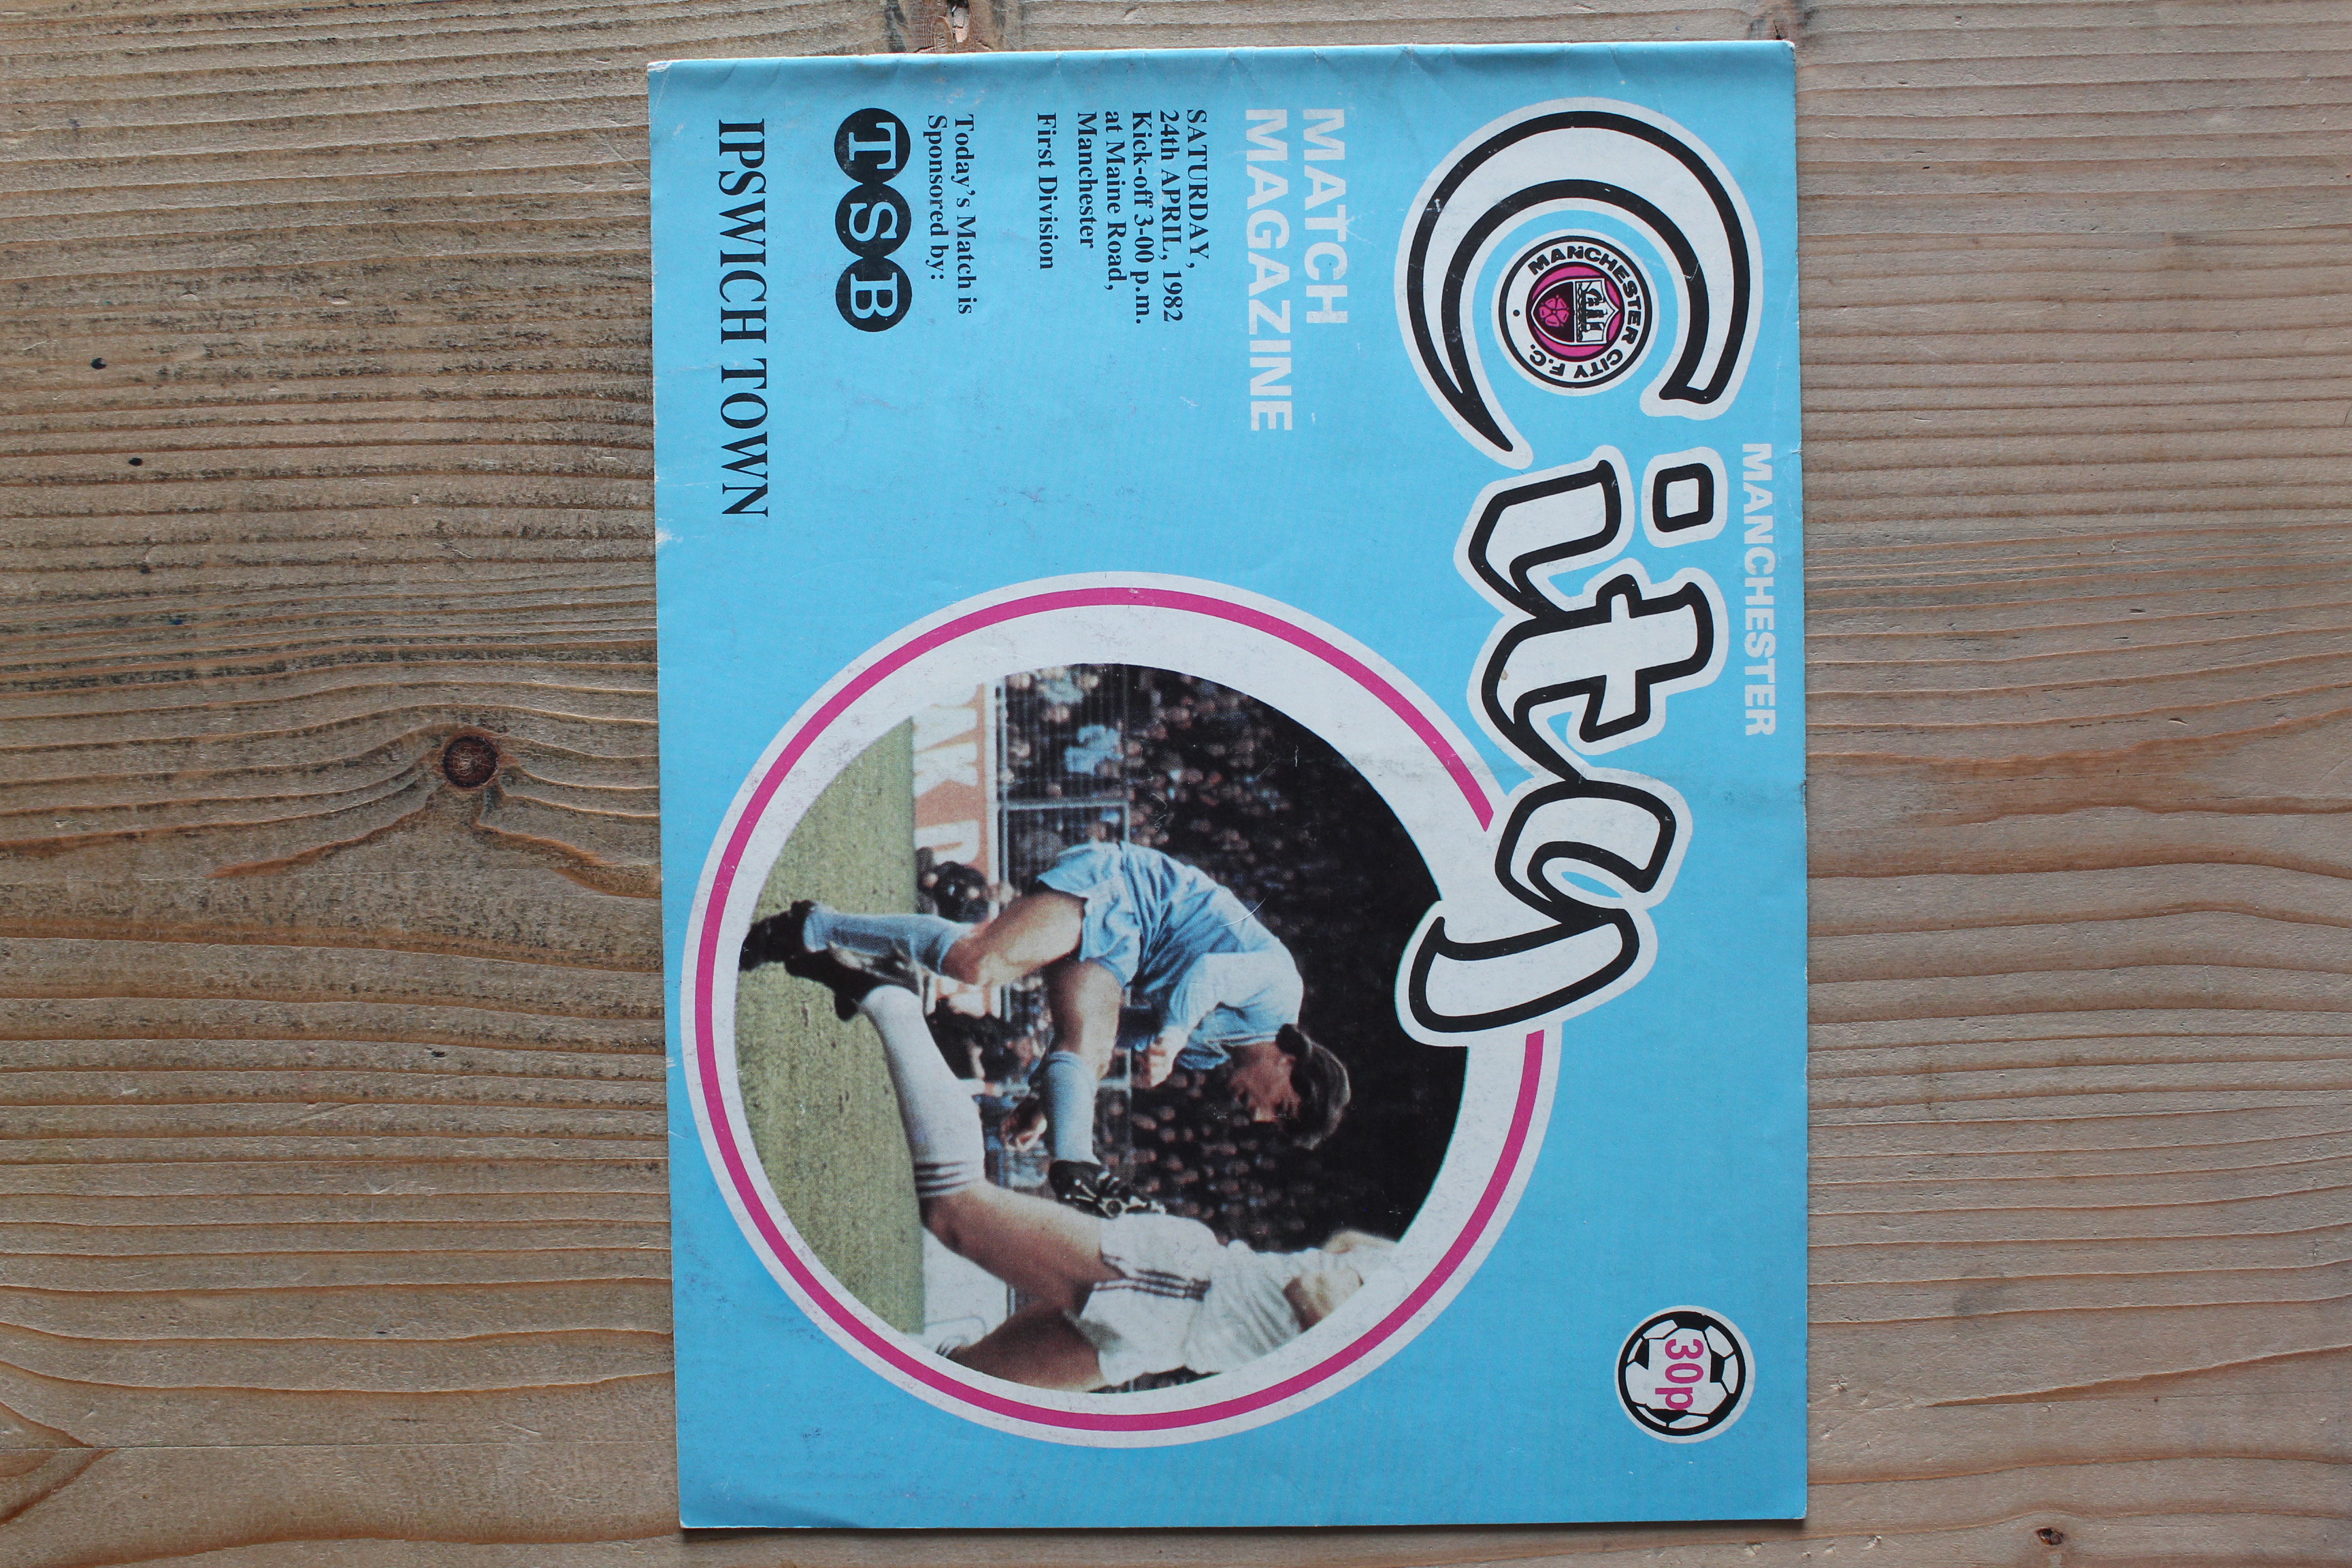 MANCHESTER
City
MANCHESTER CITY F.C.
30p
MATCH
MAGAZINE
SATURDAY,
24th APRIL, 1982
Kick-off 3-00 p.m.
at Maine Road,
Manchester
First Division
Today's Match is
Sponsored by:
TSB
IPSWICH TOWN